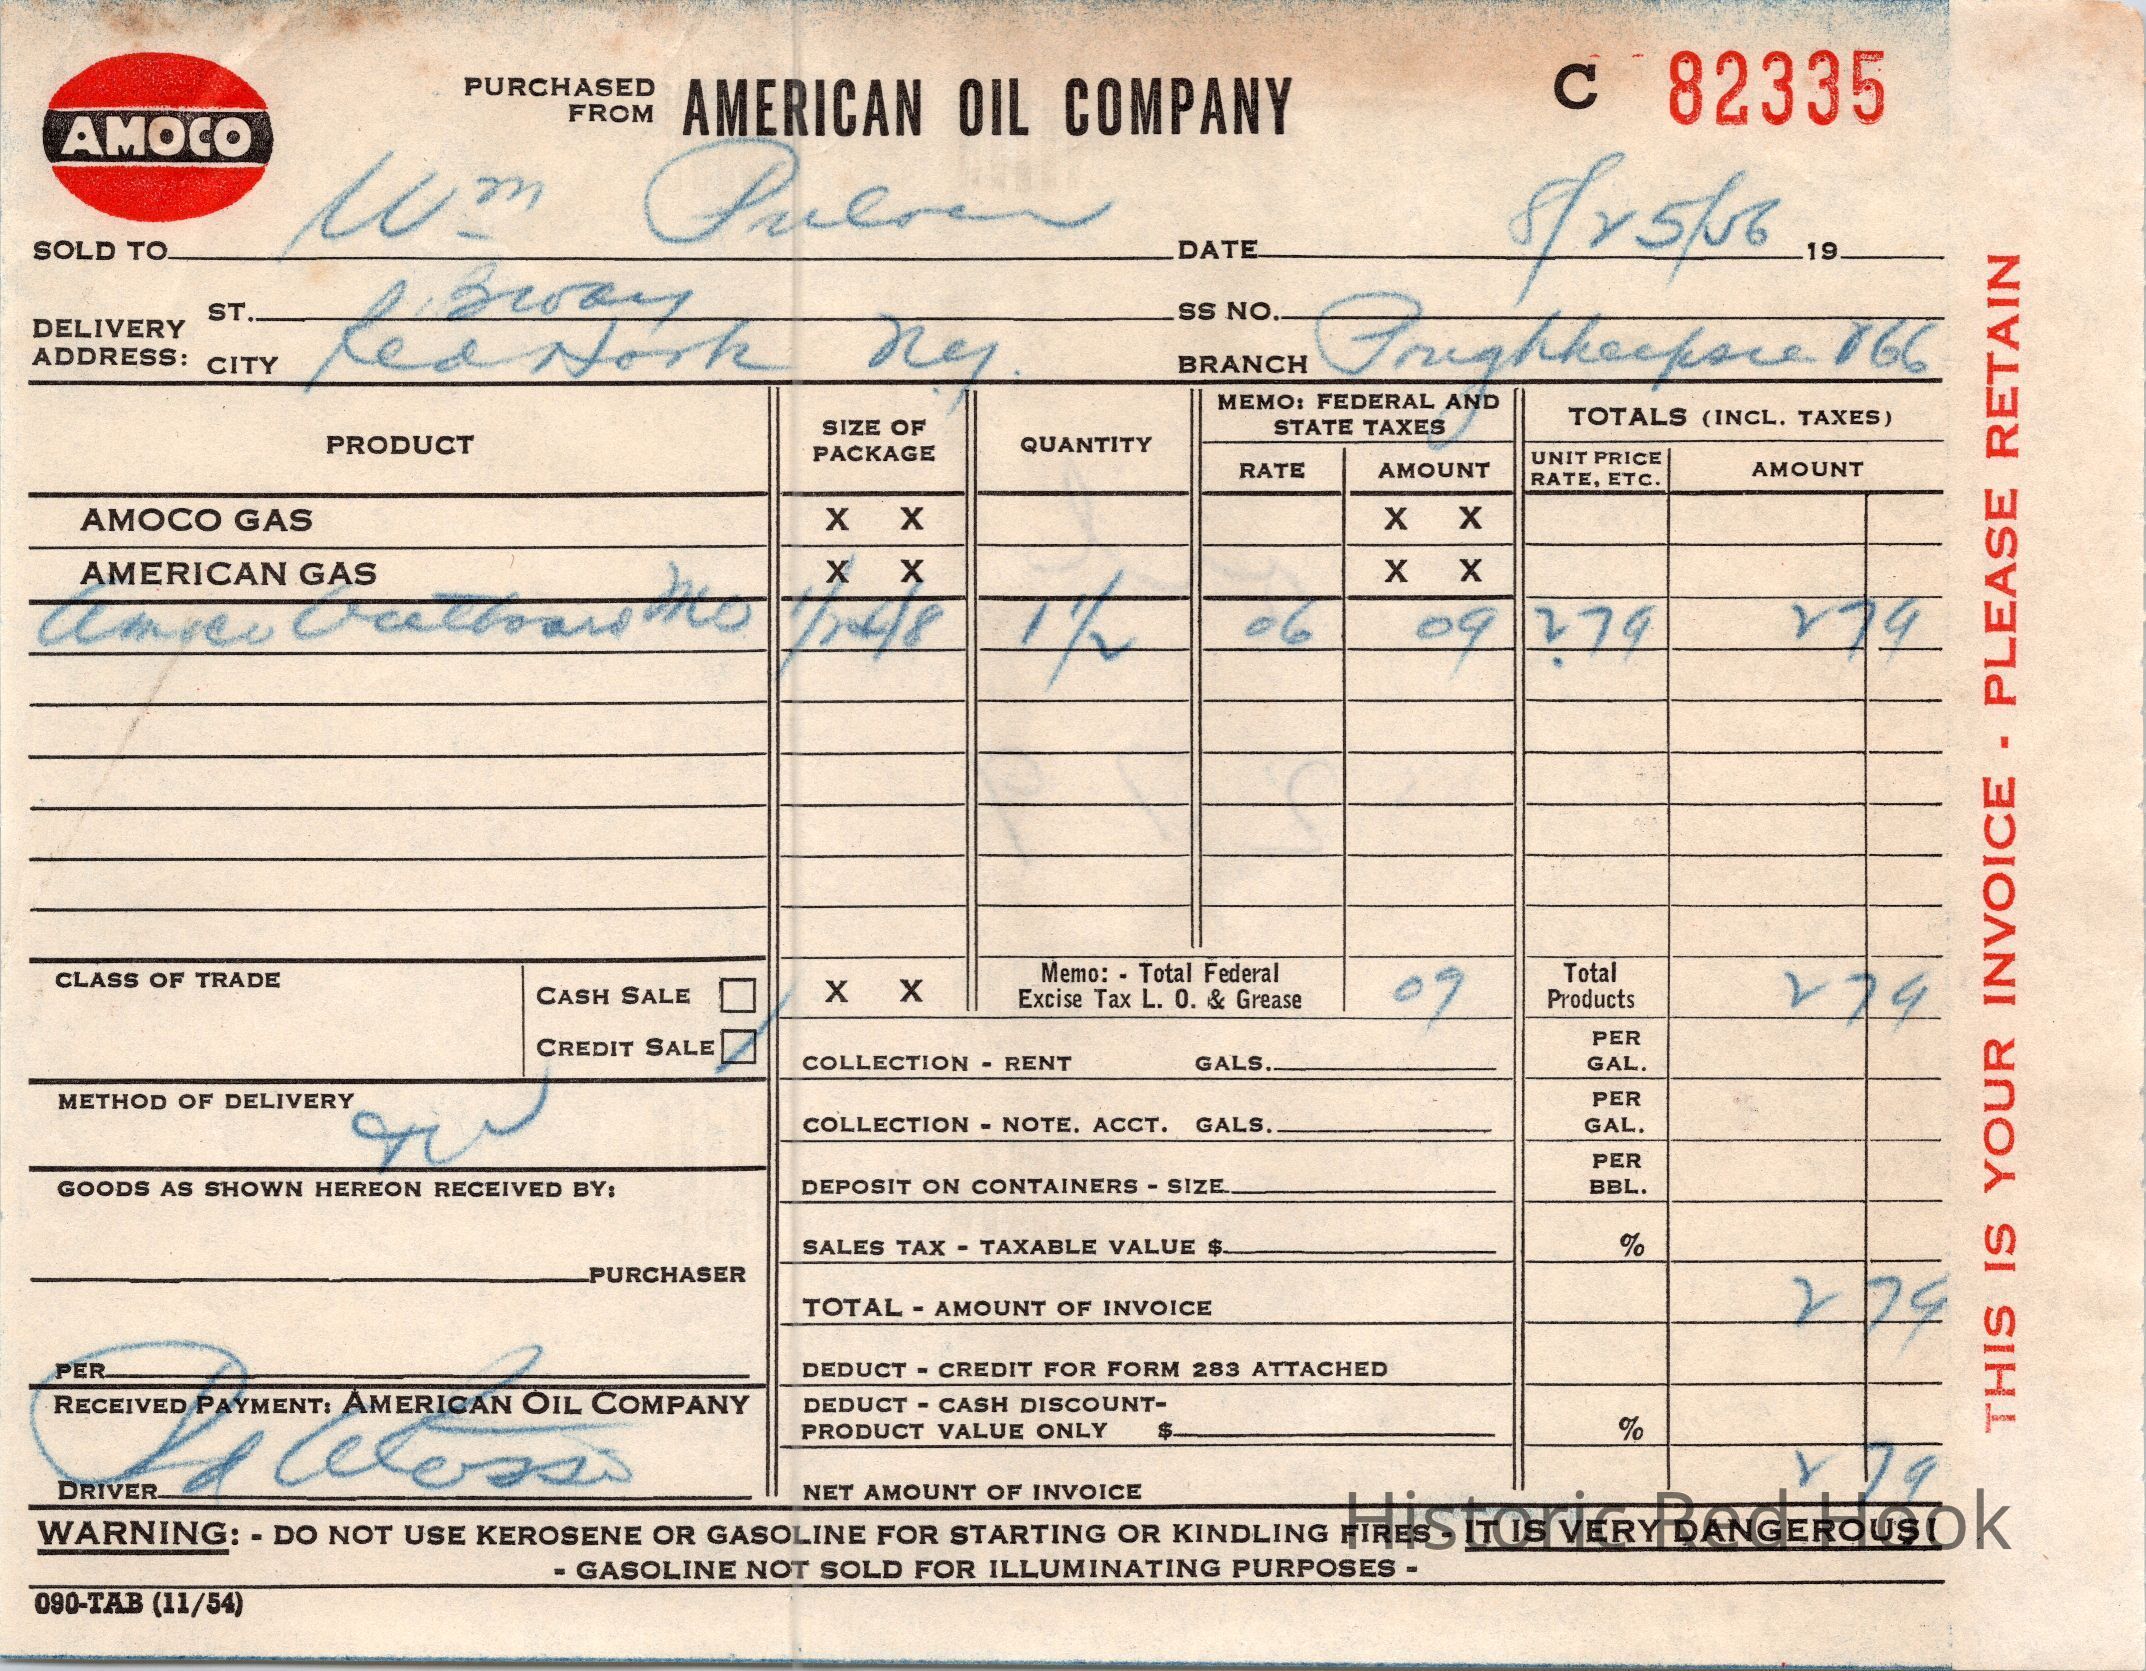 AMOCO
PURCHASED FROM AMERICAN OIL COMPANY
C 82335
SOLD TO Wm Pulver
DATE 8/25/56 19
DELIVERY ADDRESS:
ST. Bway
SS NO.
CITY Red Hook Ny.
BRANCH Poughkeepsie 866
PRODUCT
SIZE OF PACKAGE
QUANTITY
MEMO: FEDERAL AND STATE TAXES
RATE AMOUNT
TOTALS (INCL. TAXES)
UNIT PRICE RATE, ETC.
AMOUNT
AMOCO GAS X X X X
AMERICAN GAS X X X X
Amoco Outboard Mo 1 1/2 06 09 2.79 2 79
CLASS OF TRADE
CASH SALE
CREDIT SALE
X X
Memo: - Total Federal Excise Tax L. O. & Grease 09
Total Products 2 79
COLLECTION - RENT GALS. PER GAL.
METHOD OF DELIVERY TW
COLLECTION - NOTE. ACCT. GALS. PER GAL.
GOODS AS SHOWN HEREON RECEIVED BY:
DEPOSIT ON CONTAINERS - SIZE PER BBL.
SALES TAX - TAXABLE VALUE $ %
PURCHASER
TOTAL - AMOUNT OF INVOICE 2 79
PER
DEDUCT - CREDIT FOR FORM 283 ATTACHED
RECEIVED PAYMENT: AMERICAN OIL COMPANY
DEDUCT - CASH DISCOUNT-
PRODUCT VALUE ONLY $ %
DRIVER
NET AMOUNT OF INVOICE 2 79
WARNING: - DO NOT USE KEROSENE OR GASOLINE FOR STARTING OR KINDLING FIRES - IT IS VERY DANGEROUS!
- GASOLINE NOT SOLD FOR ILLUMINATING PURPOSES -
090-TAB (11/54)
THIS IS YOUR INVOICE - PLEASE RETAIN
Historic Red Hook